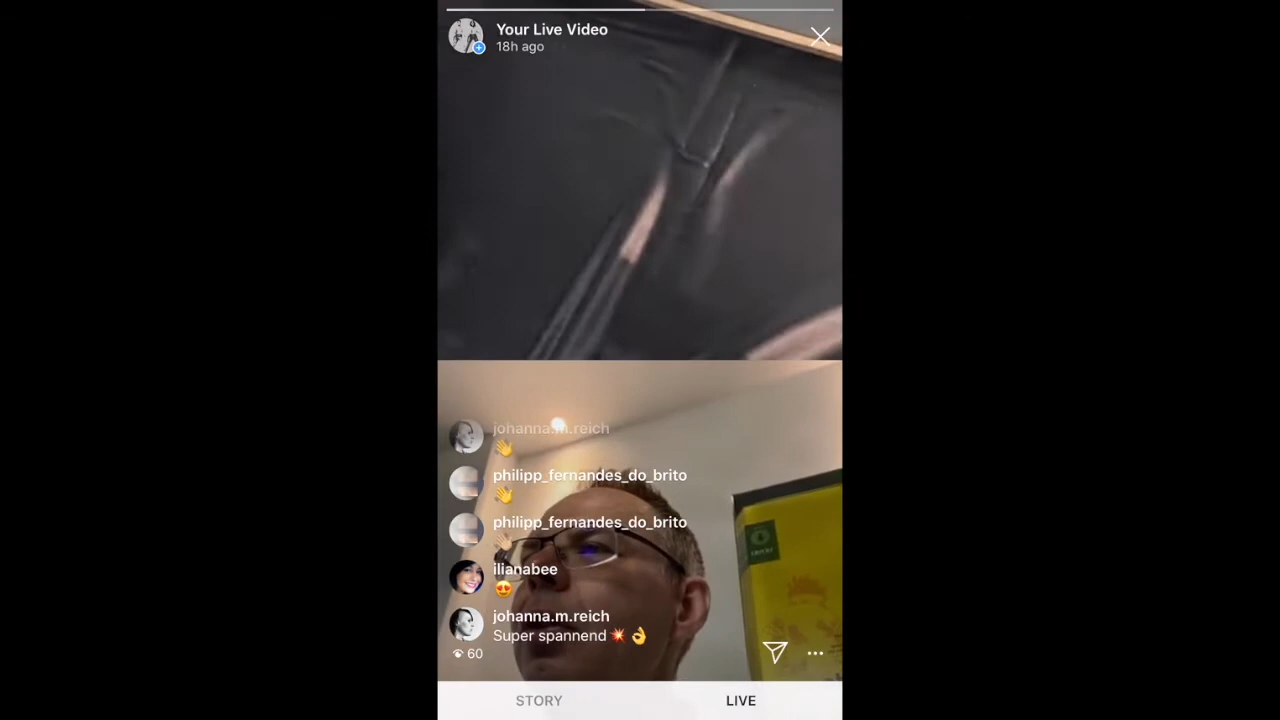 Your Live Video
18h ago
johanna.m.reich
👋
philipp_fernandes_do_brito
👋
philipp_fernandes_do_brito
👋🏼
ilianabee
😍
johanna.m.reich
Super spannend 💥 👌
60
STORY
LIVE